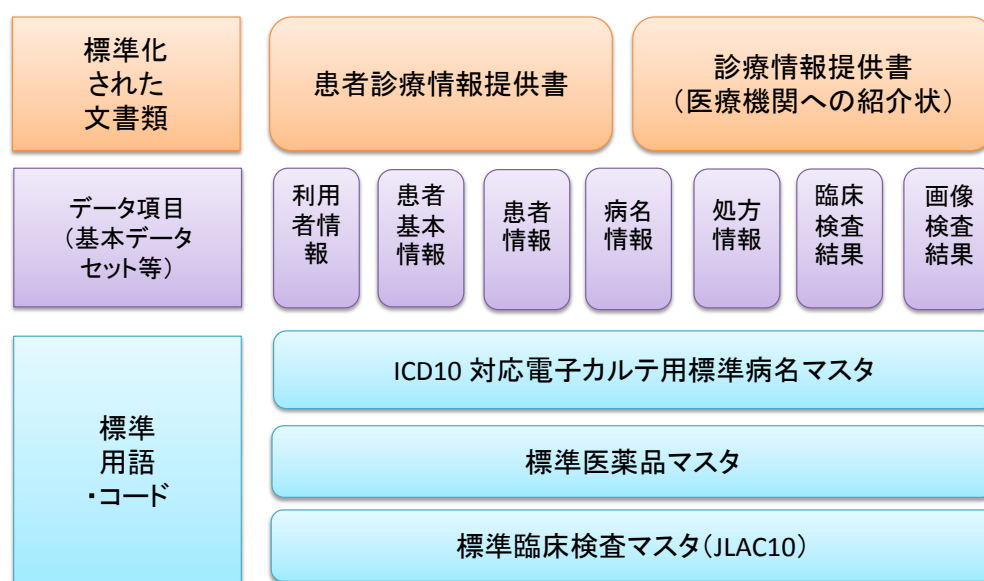 標準化
された
文書類
患者診療情報提供書
診療情報提供書
（医療機関への紹介状）
データ項目
（基本データ
セット等）
利用
者情
報
患者
基本
情報
患者
情報
病名
情報
処方
情報
臨床
検査
結果
画像
検査
結果
標準
用語
・コード
ICD10 対応電子カルテ用標準病名マスタ
標準医薬品マスタ
標準臨床検査マスタ（JLAC10）